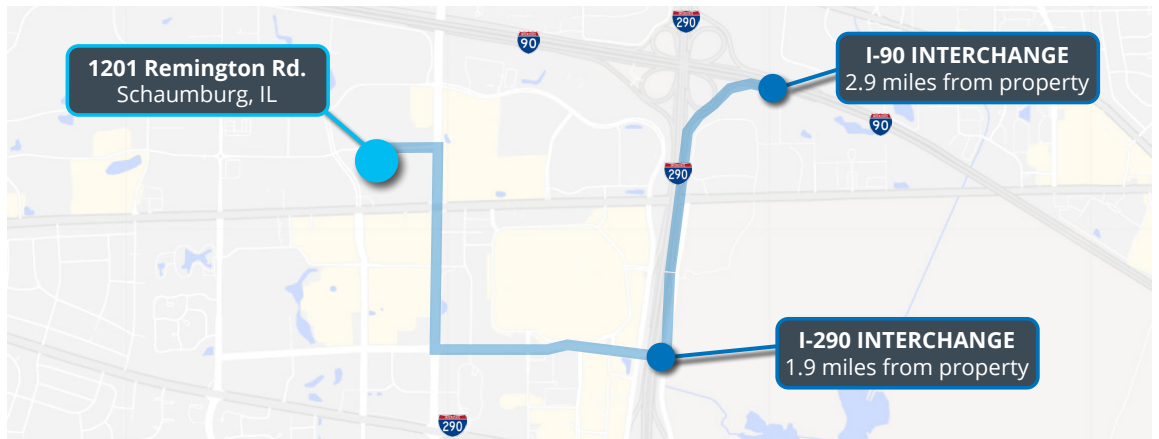 1201 Remington Rd.
Schaumburg, IL
I-90 INTERCHANGE
2.9 miles from property
I-290 INTERCHANGE
1.9 miles from property
290
90
90
290
290